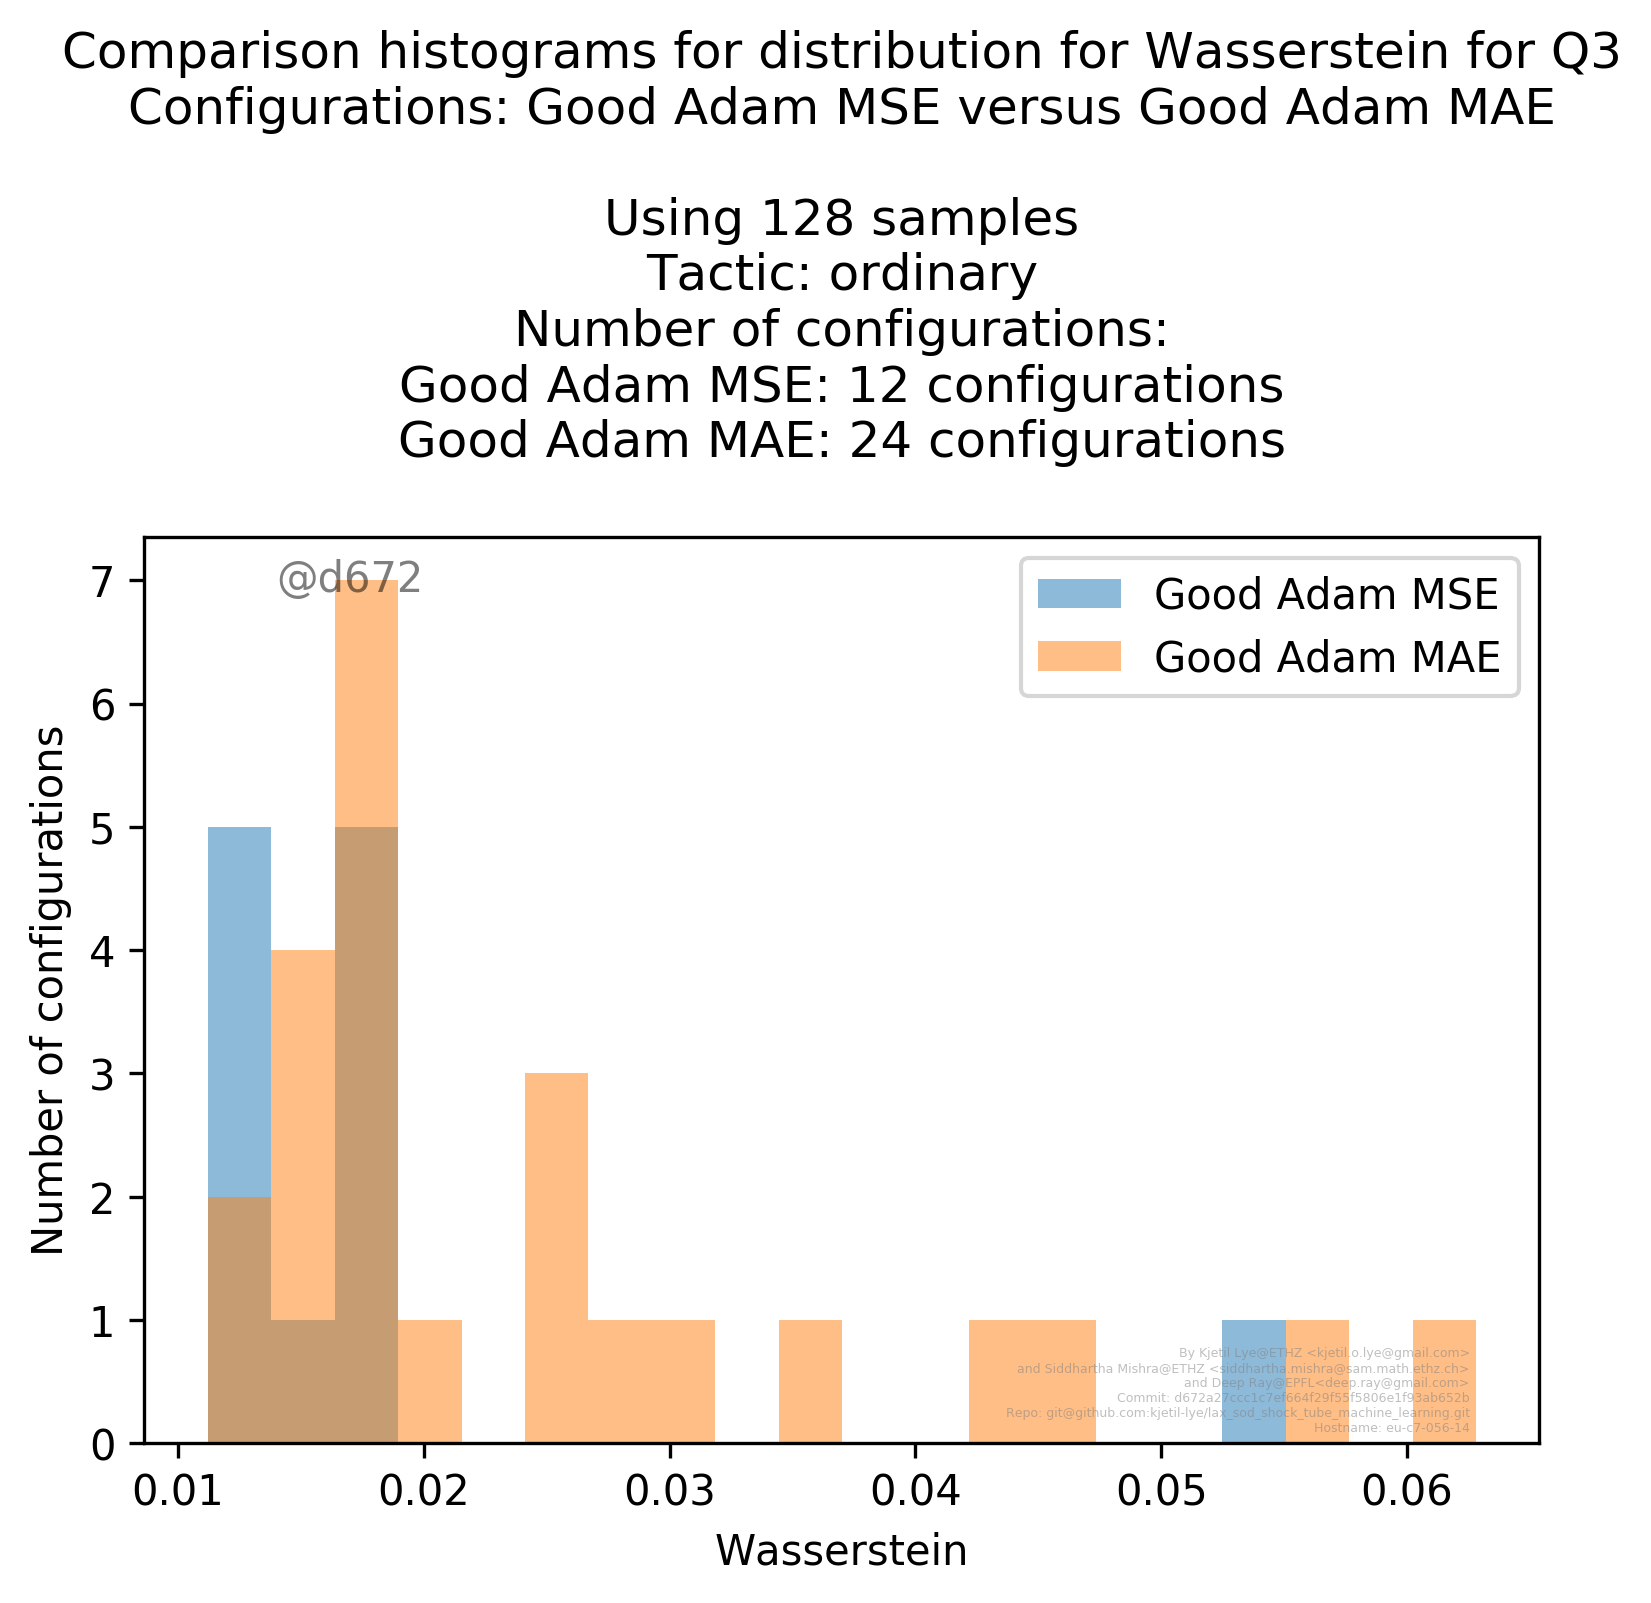 Comparison histograms for distribution for Wasserstein for Q3
Configurations: Good Adam MSE versus Good Adam MAE
Using 128 samples
Tactic: ordinary
Number of configurations:
Good Adam MSE: 12 configurations
Good Adam MAE: 24 configurations
@d672
Good Adam MSE
Good Adam MAE
7
6
5
4
3
2
1
0
Number of configurations
By Kjetil Lye@ETHZ <kjetil.o.lye@gmail.com>
and Siddhartha Mishra@ETHZ <siddhartha.mishra@sam.math.ethz.ch>
and Deep Ray@EPFL<deep.ray@gmail.com>
Commit: d672a27ccc1c7ef664f29f55f5806e1f93ab652b
Repo: git@github.com:kjetil-lye/lax_sod_shock_tube_machine_learning.git
Hostname: eu-c7-056-14
0.01 0.02 0.03 0.04 0.05 0.06
Wasserstein